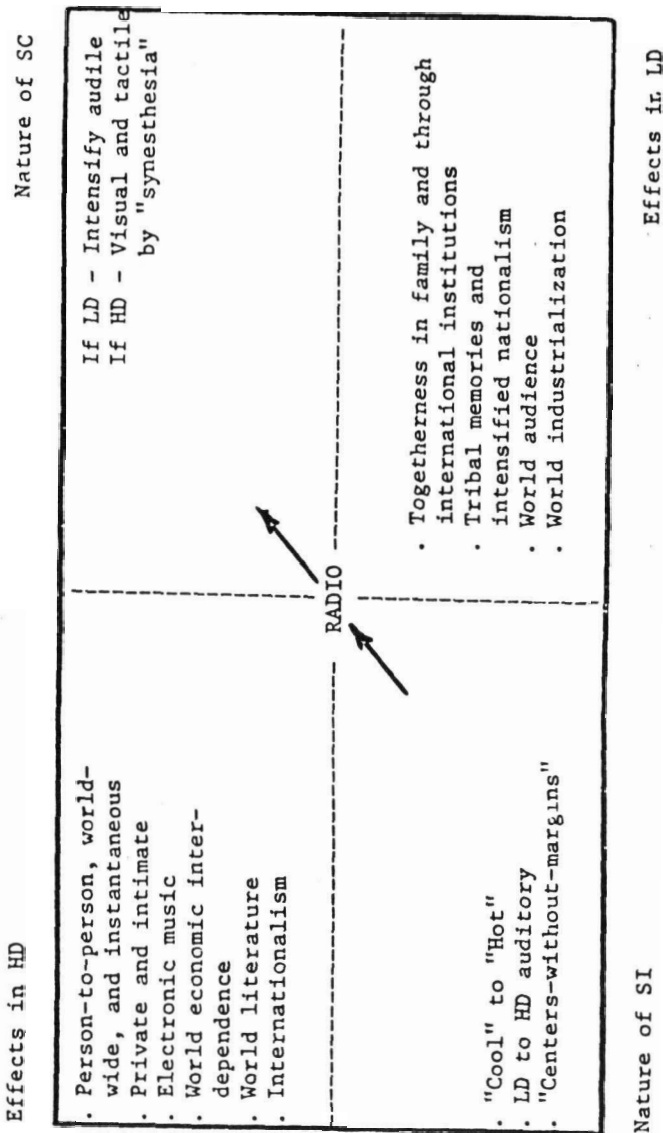 Effects in HD
Nature of SC
. Person-to-person, world-
wide, and instantaneous
. Private and intimate
. Electronic music
. World economic inter-
dependence
. World literature
. Internationalism
If LD - Intensify audile
If HD - Visual and tactile
by "synesthesia"
RADIO
. "Cool" to "Hot"
. LD to HD auditory
. "Centers-without-margins"
. Togetherness in family and through
international institutions
. Tribal memories and
intensified nationalism
. World audience
. World industrialization
Nature of SI
Effects in LD